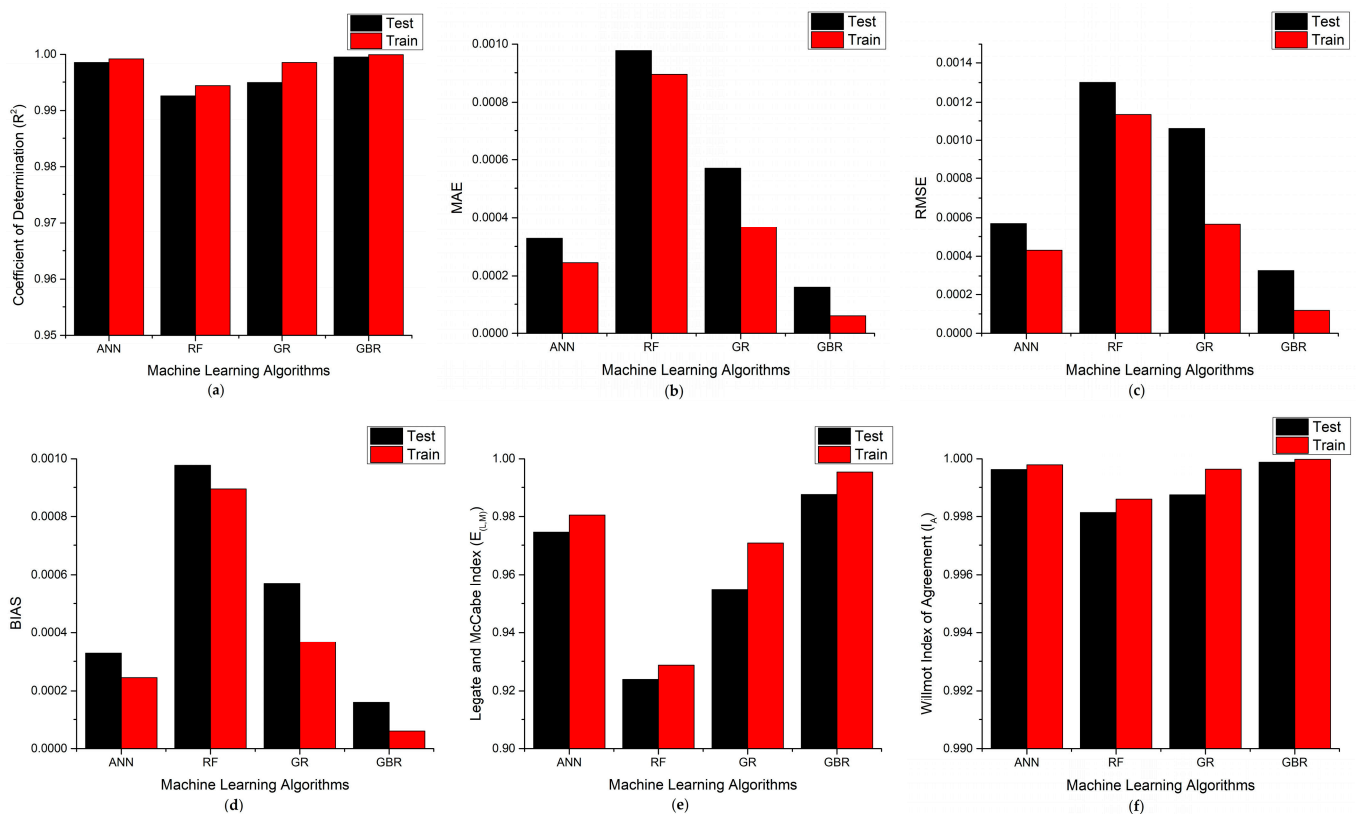 Test
Train
1.00
0.99
0.98
0.97
0.96
0.95
Coefficient of Determination (R²)
ANN
RF
GR
GBR
Machine Learning Algorithms
(a)
Test
Train
0.0010
0.0008
0.0006
0.0004
0.0002
0.0000
MAE
ANN
RF
GR
GBR
Machine Learning Algorithms
(b)
Test
Train
0.0014
0.0012
0.0010
0.0008
0.0006
0.0004
0.0002
0.0000
RMSE
ANN
RF
GR
GBR
Machine Learning Algorithms
(c)
Test
Train
0.0010
0.0008
0.0006
0.0004
0.0002
0.0000
BIAS
ANN
RF
GR
GBR
Machine Learning Algorithms
(d)
Test
Train
1.00
0.98
0.96
0.94
0.92
0.90
Legate and McCabe Index (E(L,M))
ANN
RF
GR
GBR
Machine Learning Algorithms
(e)
Test
Train
1.000
0.998
0.996
0.994
0.992
0.990
Willmot Index of Agreement (IA)
ANN
RF
GR
GBR
Machine Learning Algorithms
(f)